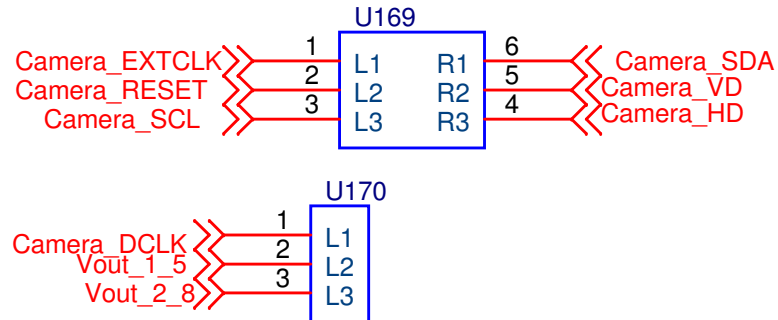 U169
1 6
Camera_EXTCLK L1 R1 Camera_SDA
2 5
Camera_RESET L2 R2 Camera_VD
3 4
Camera_SCL L3 R3 Camera_HD
U170
1
Camera_DCLK L1
2
Vout_1_5 L2
3
Vout_2_8 L3